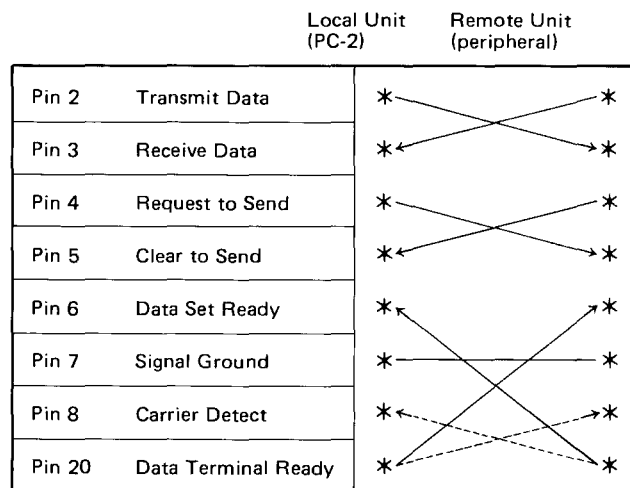 Local Unit Remote Unit
(PC-2) (peripheral)
Pin 2 Transmit Data
Pin 3 Receive Data
Pin 4 Request to Send
Pin 5 Clear to Send
Pin 6 Data Set Ready
Pin 7 Signal Ground
Pin 8 Carrier Detect
Pin 20 Data Terminal Ready